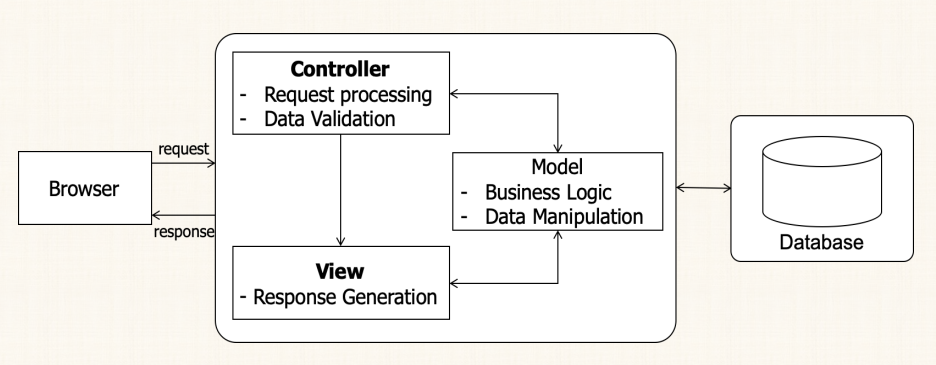 Controller
- Request processing
- Data Validation
request
Browser
response
Model
- Business Logic
- Data Manipulation
View
- Response Generation
Database